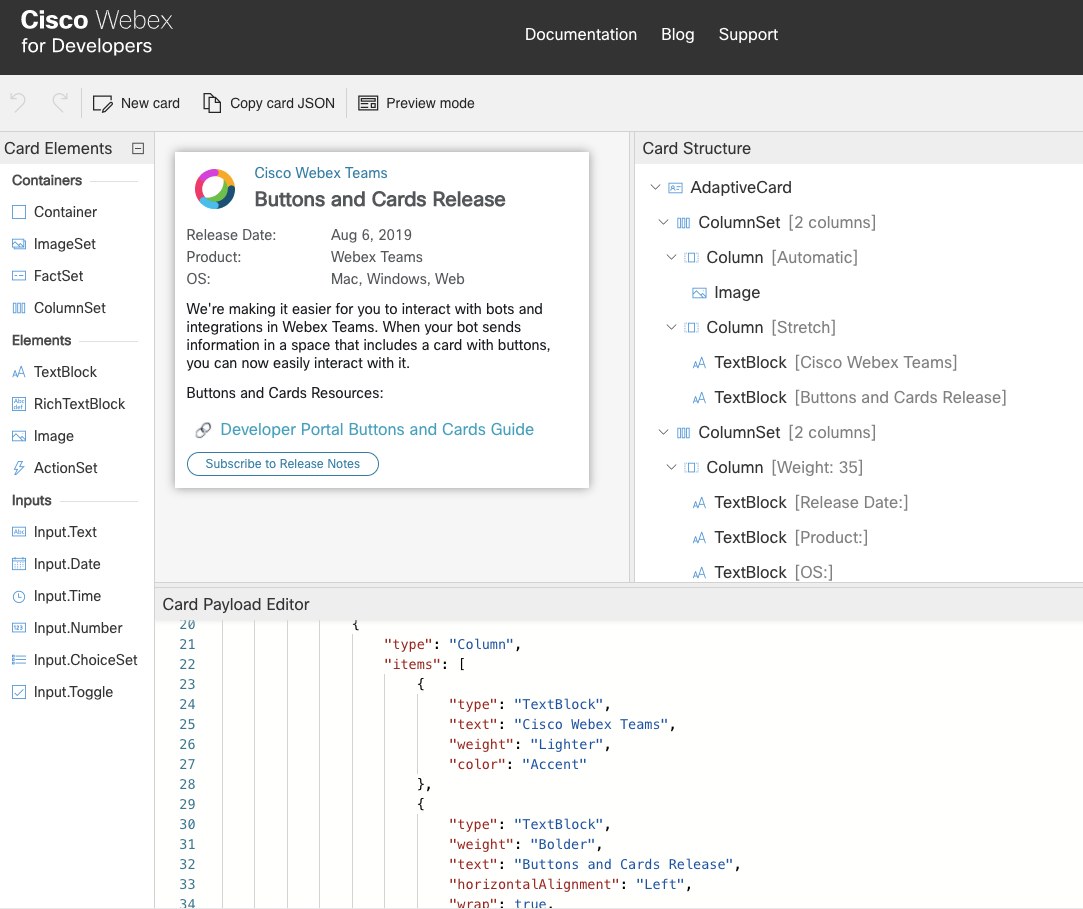 Cisco Webex
for Developers
Documentation Blog Support
New card Copy card JSON Preview mode
Card Elements
Containers
Container
ImageSet
FactSet
ColumnSet
Elements
TextBlock
RichTextBlock
Image
ActionSet
Inputs
Input.Text
Input.Date
Input.Time
Input.Number
Input.ChoiceSet
Input.Toggle
Cisco Webex Teams
Buttons and Cards Release
Release Date: Aug 6, 2019
Product: Webex Teams
OS: Mac, Windows, Web
We're making it easier for you to interact with bots and
integrations in Webex Teams. When your bot sends
information in a space that includes a card with buttons,
you can now easily interact with it.
Buttons and Cards Resources:
Developer Portal Buttons and Cards Guide
Subscribe to Release Notes
Card Structure
AdaptiveCard
ColumnSet [2 columns]
Column [Automatic]
Image
Column [Stretch]
TextBlock [Cisco Webex Teams]
TextBlock [Buttons and Cards Release]
ColumnSet [2 columns]
Column [Weight: 35]
TextBlock [Release Date:]
TextBlock [Product:]
TextBlock [OS:]
Card Payload Editor
20 {
21 "type": "Column",
22 "items": [
23 {
24 "type": "TextBlock",
25 "text": "Cisco Webex Teams",
26 "weight": "Lighter",
27 "color": "Accent"
28 },
29 {
30 "type": "TextBlock",
31 "weight": "Bolder",
32 "text": "Buttons and Cards Release",
33 "horizontalAlignment": "Left",
34 "wrap": true,